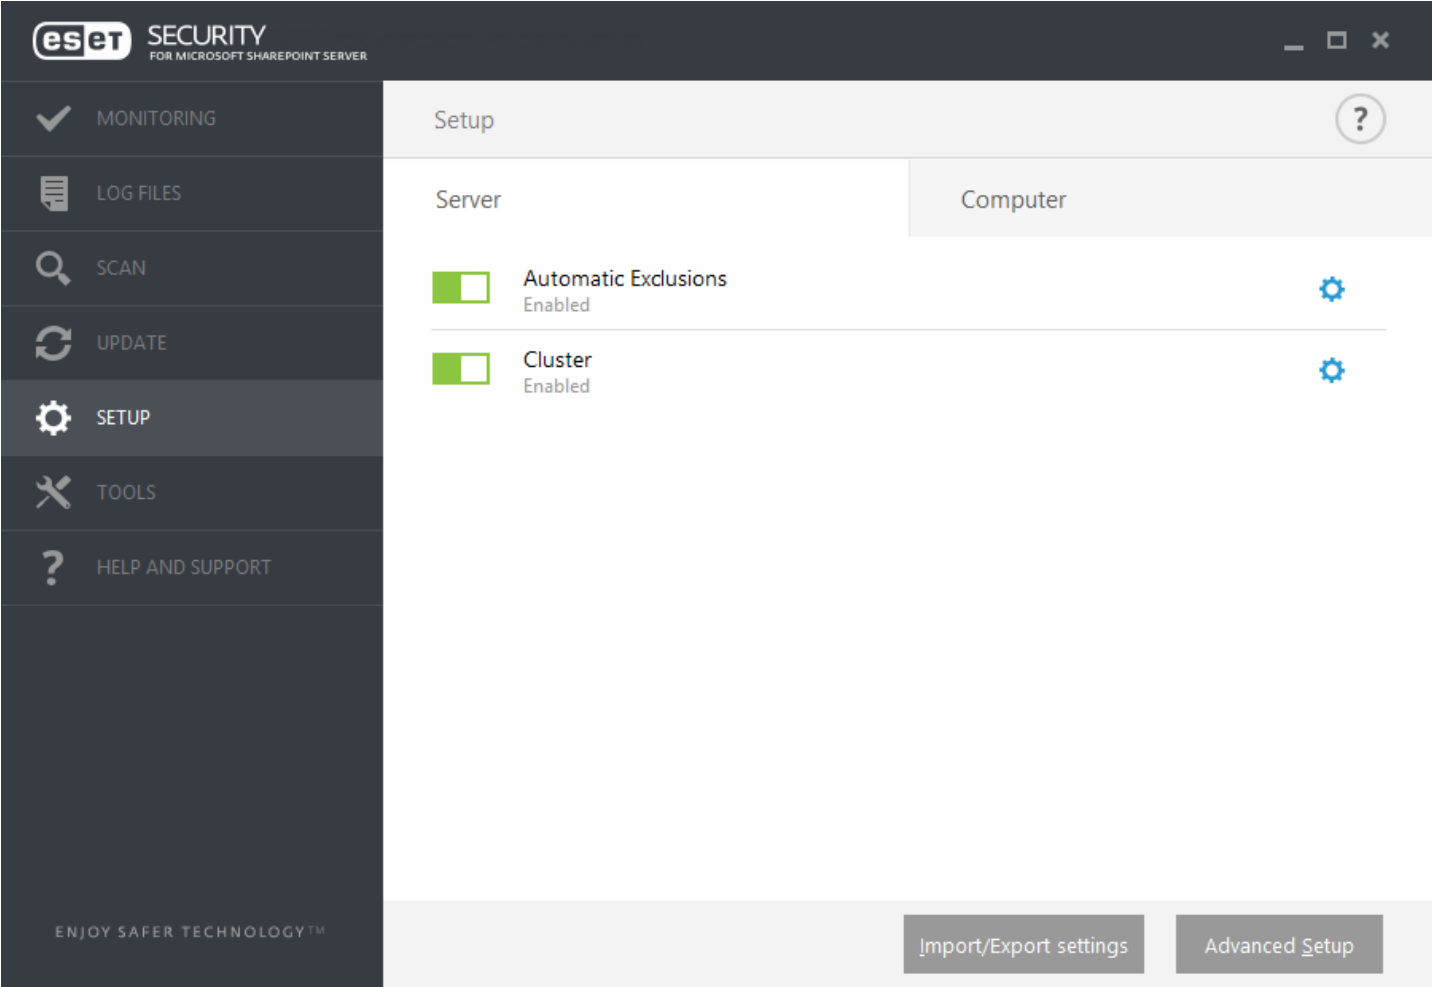 eset SECURITY
FOR MICROSOFT SHAREPOINT SERVER
MONITORING
LOG FILES
SCAN
UPDATE
SETUP
TOOLS
? HELP AND SUPPORT
ENJOY SAFER TECHNOLOGY™
Setup
?
Server
Computer
Automatic Exclusions
Enabled
Cluster
Enabled
Import/Export settings
Advanced Setup